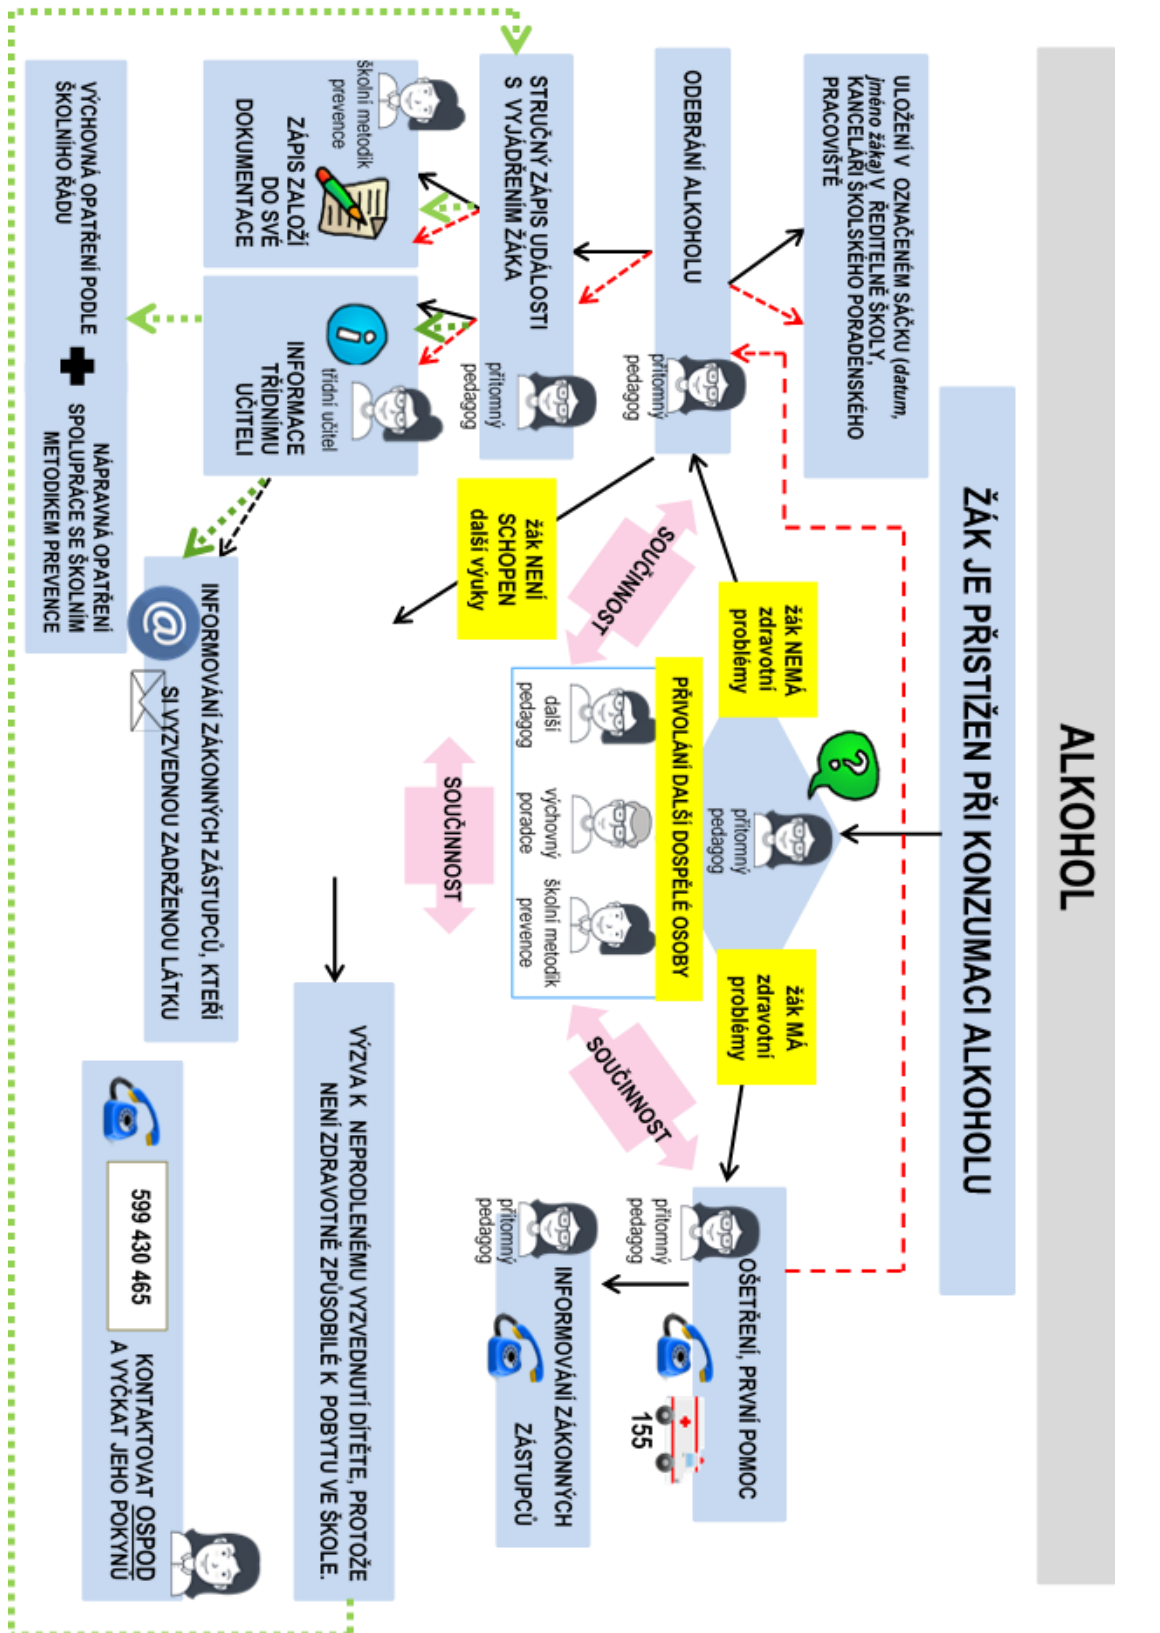 ALKOHOL
ŽÁK JE PŘISTIŽEN PŘI KONZUMACI ALKOHOLU
ULOŽENÍ V OZNAČENÉM SÁČKU (datum,
jméno žáka) V ŘEDITELNĚ ŠKOLY,
KANCELÁŘI ŠKOLSKÉHO PORADENSKÉHO
PRACOVIŠTĚ
přítomný
pedagog
žák NEMÁ
zdravotní
problémy
žák MÁ
zdravotní
problémy
ODEBRÁNÍ ALKOHOLU
přítomný
pedagog
PŘIVOLÁNÍ DALŠÍ DOSPĚLÉ OSOBY
další
pedagog
výchovný
poradce
školní metodik
prevence
SOUČINNOST
SOUČINNOST
SOUČINNOST
OŠETŘENÍ, PRVNÍ POMOC
přítomný
pedagog
155
STRUČNÝ ZÁPIS UDÁLOSTI
S VYJÁDŘENÍM ŽÁKA
přítomný
pedagog
žák NENÍ
SCHOPEN
další výuky
INFORMOVÁNÍ ZÁKONNÝCH
ZÁSTUPCŮ
přítomný
pedagog
školní metodik
prevence
ZÁPIS ZALOŽÍ
DO SVÉ
DOKUMENTACE
třídní učitel
INFORMACE
TŘÍDNÍMU
UČITELI
VÝZVA K NEPRODLENÉMU VYZVEDNUTÍ DÍTĚTE, PROTOŽE
NENÍ ZDRAVOTNĚ ZPŮSOBILÉ K POBYTU VE ŠKOLE.
INFORMOVÁNÍ ZÁKONNÝCH ZÁSTUPCŮ, KTEŘÍ
SI VYZVEDNOU ZADRŽENOU LÁTKU
VÝCHOVNÁ OPATŘENÍ PODLE
ŠKOLNÍHO ŘÁDU
NÁPRAVNÁ OPATŘENÍ
SPOLUPRÁCE SE ŠKOLNÍM
METODIKEM PREVENCE
599 430 465
KONTAKTOVAT OSPOD
A VYČKAT JEHO POKYNŮ